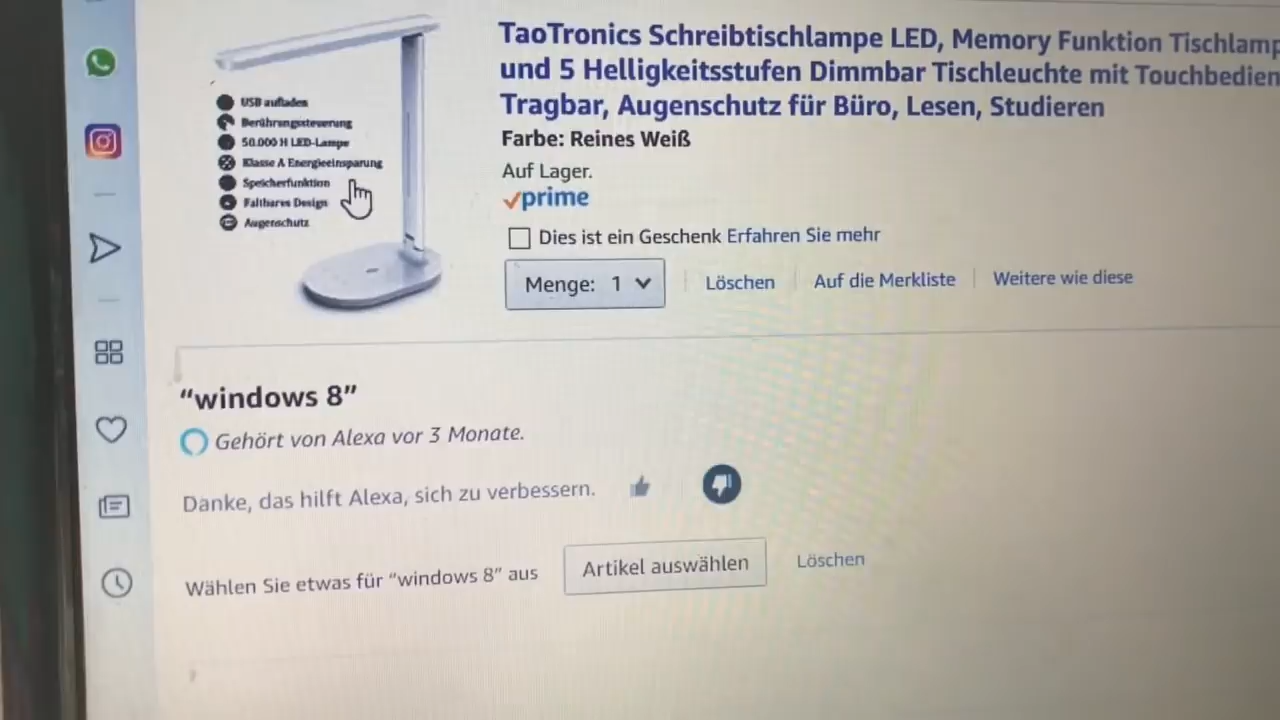 TaoTronics Schreibtischlampe LED, Memory Funktion Tischlamp
und 5 Helligkeitsstufen Dimmbar Tischleuchte mit Touchbedien
Tragbar, Augenschutz für Büro, Lesen, Studieren
Farbe: Reines Weiß
Auf Lager.
prime
Dies ist ein Geschenk Erfahren Sie mehr
Menge: 1 Löschen Auf die Merkliste Weitere wie diese
USB aufladen
Berührungssteuerung
50.000 H LED-Lampe
Klasse A Energieeinsparung
Speicherfunktion
Faltbares Design
Augenschutz
“windows 8”
Gehört von Alexa vor 3 Monate.
Danke, das hilft Alexa, sich zu verbessern.
Wählen Sie etwas für “windows 8” aus Artikel auswählen Löschen